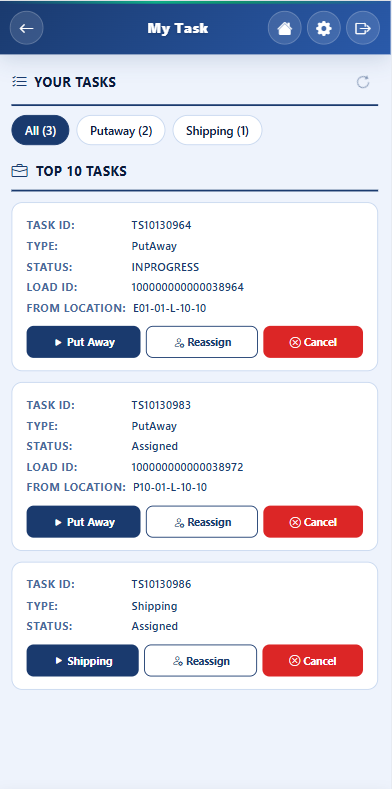 My Task
YOUR TASKS
All (3) Putaway (2) Shipping (1)
TOP 10 TASKS
TASK ID: TS10130964
TYPE: PutAway
STATUS: INPROGRESS
LOAD ID: 100000000000038964
FROM LOCATION: E01-01-L-10-10
Put Away Reassign Cancel
TASK ID: TS10130983
TYPE: PutAway
STATUS: Assigned
LOAD ID: 100000000000038972
FROM LOCATION: P10-01-L-10-10
Put Away Reassign Cancel
TASK ID: TS10130986
TYPE: Shipping
STATUS: Assigned
Shipping Reassign Cancel